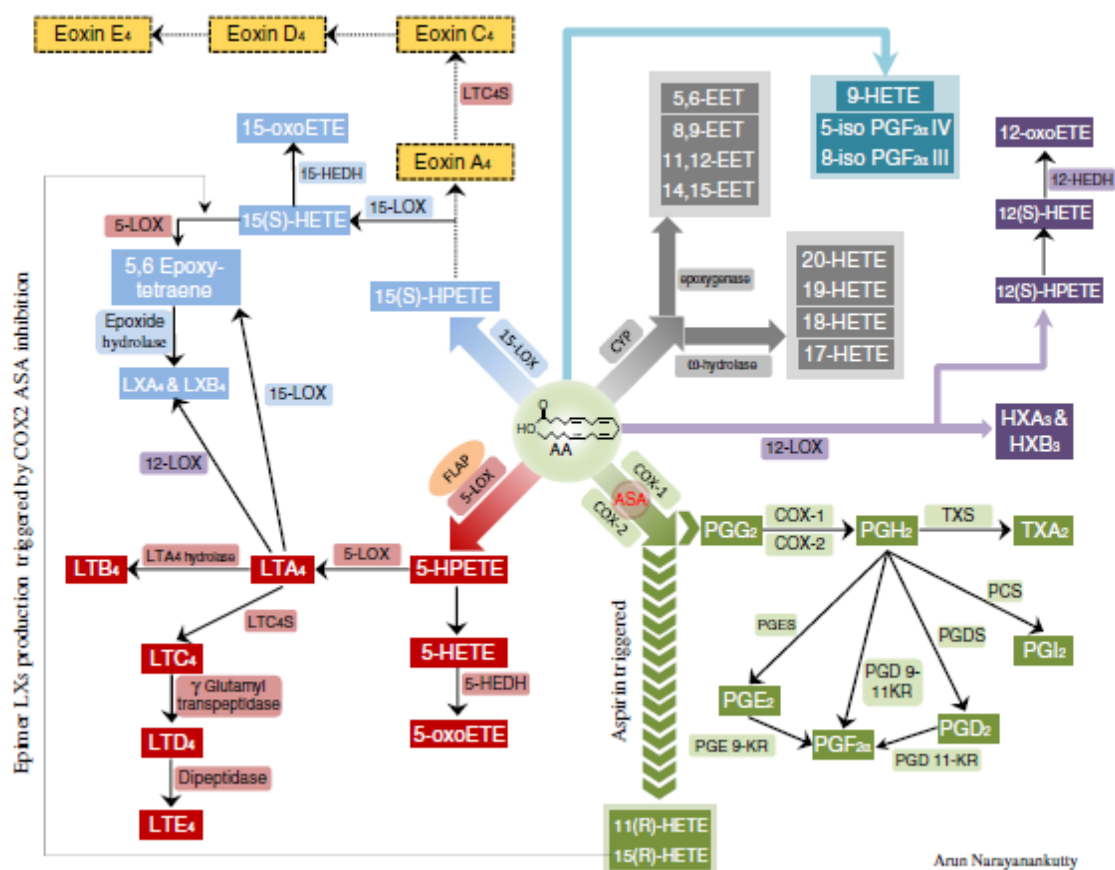 Eoxin E₄
Eoxin D₄
Eoxin C₄
LTC₄S
Eoxin A₄
15-oxoETE
15-HEDH
15(S)-HETE
15-LOX
5-LOX
5,6 Epoxy-
tetraene
Epoxide
hydrolase
LXA₄ & LXB₄
15(S)-HPETE
15-LOX
15-LOX
12-LOX
5,6-EET
8,9-EET
11,12-EET
14,15-EET
epoxygenase
CYP
ω-hydrolase
20-HETE
19-HETE
18-HETE
17-HETE
9-HETE
5-iso PGF₂α IV
8-iso PGF₂α III
12-oxoETE
12-HEDH
12(S)-HETE
12(S)-HPETE
HXA₃ &
HXB₃
12-LOX
O
HO
AA
FLAP
5-LOX
COX-1
ASA
COX-2
LTB₄
LTA4 hydrolase
LTA₄
5-LOX
5-HPETE
LTC4S
LTC₄
γ Glutamyl
transpeptidase
LTD₄
Dipeptidase
LTE₄
5-HETE
5-HEDH
5-oxoETE
PGG₂
COX-1
COX-2
PGH₂
TXS
TXA₂
PGES
PGD 9-
11KR
PGDS
PCS
PGI₂
PGE₂
PGE 9-KR
PGF₂α
PGD₂
PGD 11-KR
Aspirin triggered
11(R)-HETE
15(R)-HETE
Epimer LXs production triggered by COX2 ASA inhibition
Arun Narayanankutty